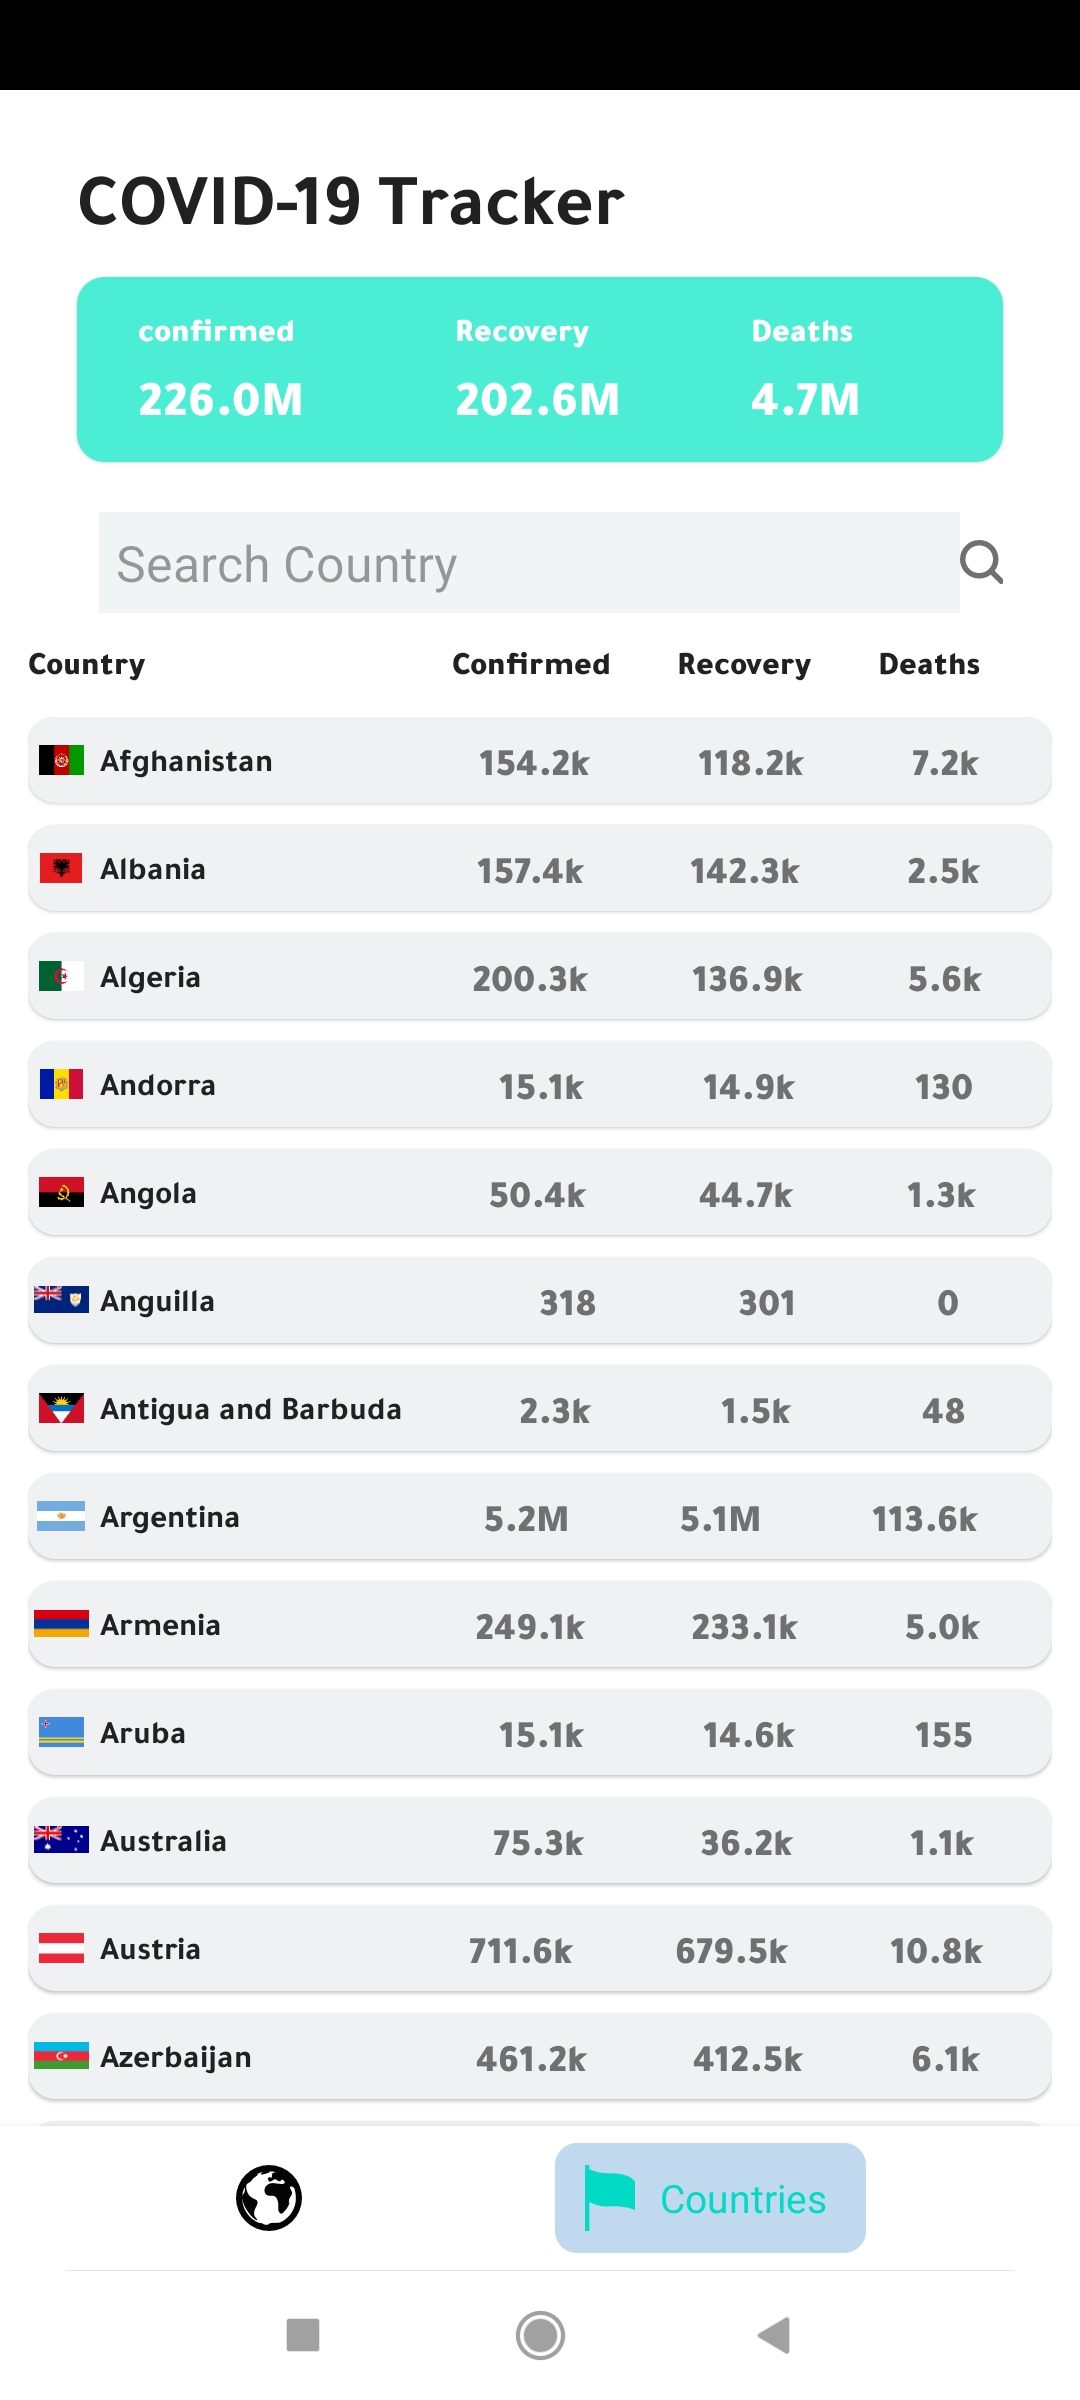 COVID-19 Tracker
confirmed Recovery Deaths
226.0M 202.6M 4.7M
Search Country
Country Confirmed Recovery Deaths
Afghanistan 154.2k 118.2k 7.2k
Albania 157.4k 142.3k 2.5k
Algeria 200.3k 136.9k 5.6k
Andorra 15.1k 14.9k 130
Angola 50.4k 44.7k 1.3k
Anguilla 318 301 0
Antigua and Barbuda 2.3k 1.5k 48
Argentina 5.2M 5.1M 113.6k
Armenia 249.1k 233.1k 5.0k
Aruba 15.1k 14.6k 155
Australia 75.3k 36.2k 1.1k
Austria 711.6k 679.5k 10.8k
Azerbaijan 461.2k 412.5k 6.1k
Countries